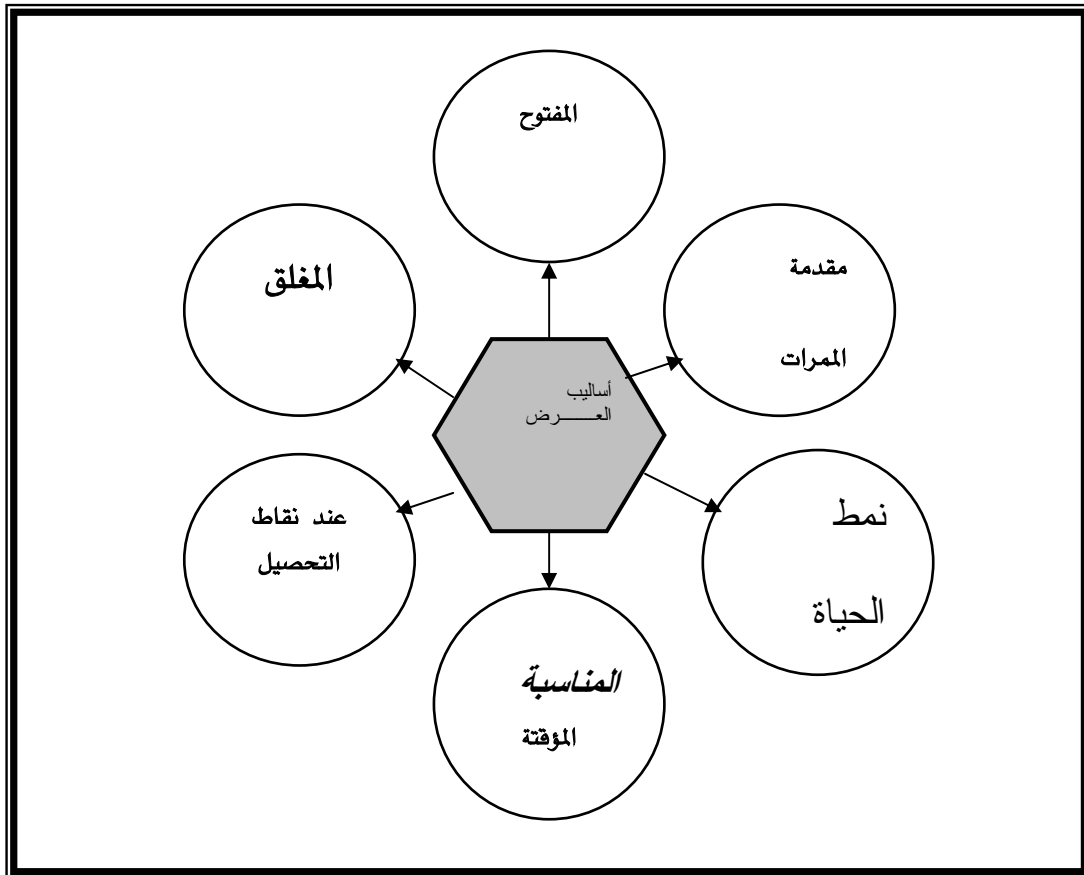 المفتوح
مقدمة
الممرات
المغلق
أساليب
العـــــرض
نمط
الحياة
عند نقاط
التحصيل
المناسبة
المؤقتة